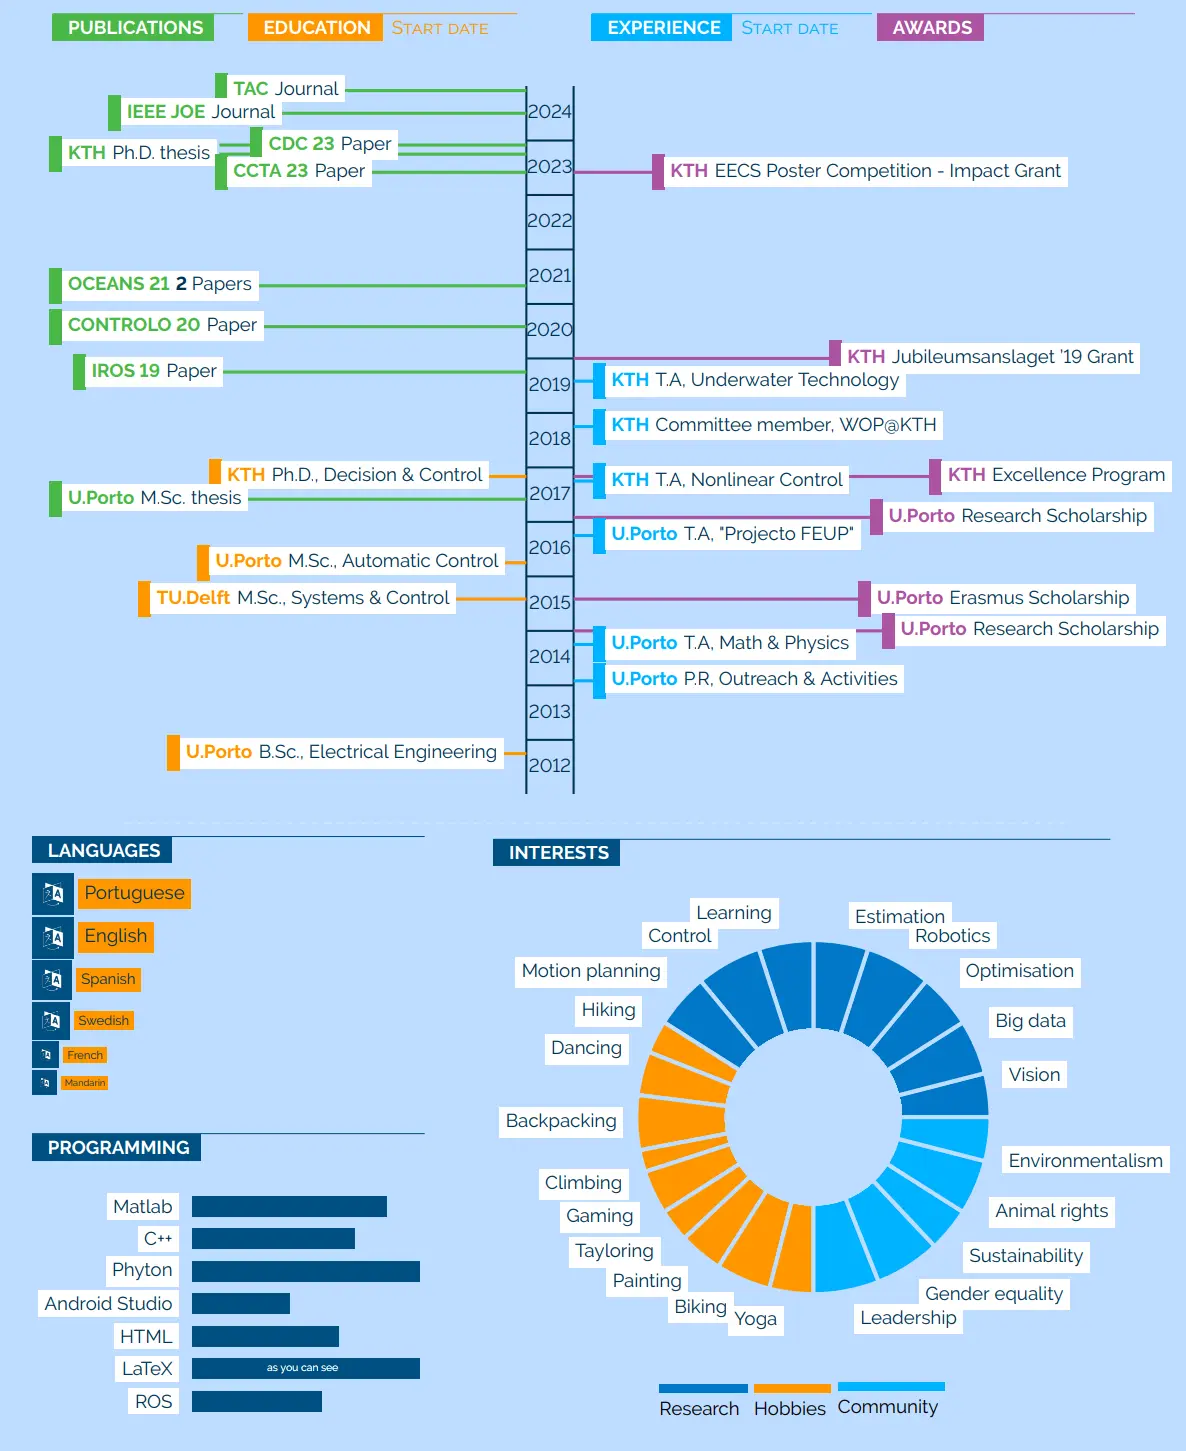 PUBLICATIONS EDUCATION START DATE EXPERIENCE START DATE AWARDS
TAC Journal
IEEE JOE Journal
2024
CDC 23 Paper
KTH Ph.D. thesis
CCTA 23 Paper
2023
KTH EECS Poster Competition - Impact Grant
2022
2021
OCEANS 21 2 Papers
CONTROLO 20 Paper
2020
KTH Jubileumsanslaget '19 Grant
IROS 19 Paper
2019
KTH T.A, Underwater Technology
KTH Committee member, WOP@KTH
2018
KTH Ph.D., Decision & Control
KTH T.A, Nonlinear Control
KTH Excellence Program
U.Porto M.Sc. thesis
2017
U.Porto Research Scholarship
U.Porto T.A, "Projecto FEUP"
2016
U.Porto M.Sc., Automatic Control
TU.Delft M.Sc., Systems & Control
2015
U.Porto Erasmus Scholarship
U.Porto Research Scholarship
U.Porto T.A, Math & Physics
2014
U.Porto P.R, Outreach & Activities
2013
U.Porto B.Sc., Electrical Engineering
2012
LANGUAGES
Portuguese
English
Spanish
Swedish
French
Mandarin
PROGRAMMING
Matlab
C++
Phyton
Android Studio
HTML
LaTeX as you can see
ROS
INTERESTS
Learning
Estimation
Control
Robotics
Motion planning
Optimisation
Hiking
Big data
Dancing
Vision
Backpacking
Environmentalism
Climbing
Animal rights
Gaming
Tayloring
Sustainability
Painting
Gender equality
Biking
Leadership
Yoga
Research Hobbies Community